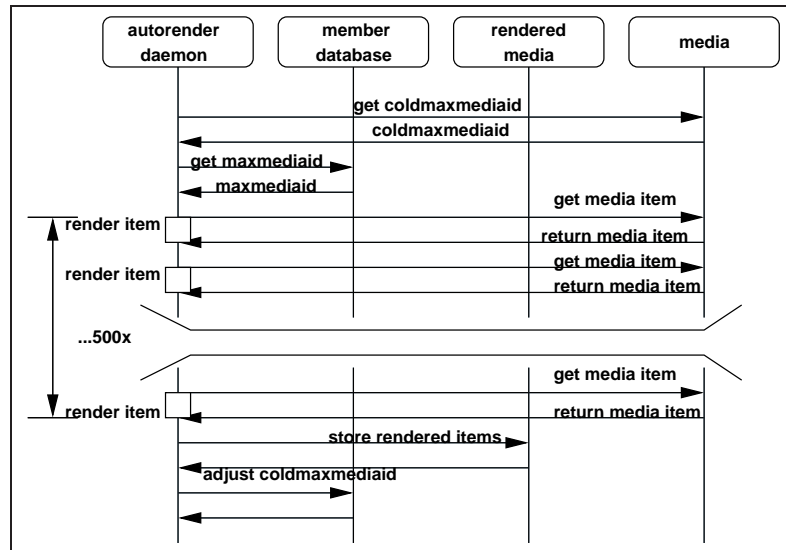 autorender
daemon
member
database
rendered
media
media
get coldmaxmediaid
coldmaxmediaid
get maxmediaid
maxmediaid
get media item
render item
return media item
get media item
render item
return media item
...500x
get media item
render item
return media item
store rendered items
adjust coldmaxmediaid